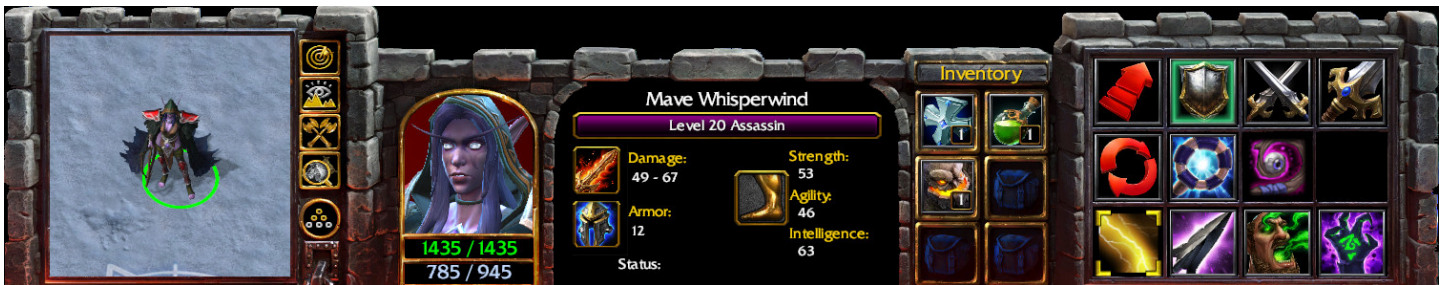 Mave Whisperwind
Level 20 Assassin
Damage:
49 - 67
Armor:
12
Status:
Strength:
53
Agility:
46
Intelligence:
63
1435 / 1435
785 / 945
Inventory
1
1
1